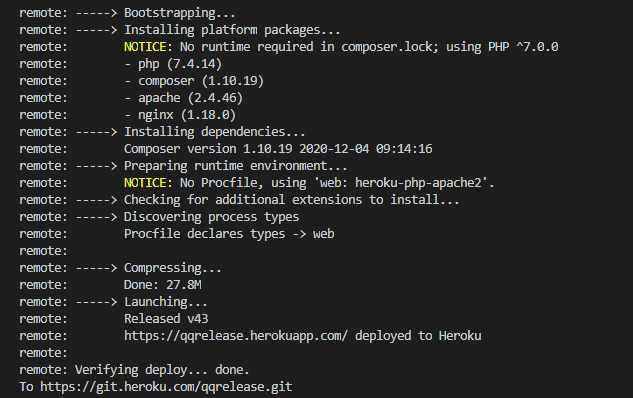 remote: -----> Bootstrapping...
remote: -----> Installing platform packages...
remote:        NOTICE: No runtime required in composer.lock; using PHP ^7.0.0
remote:        - php (7.4.14)
remote:        - composer (1.10.19)
remote:        - apache (2.4.46)
remote:        - nginx (1.18.0)
remote: -----> Installing dependencies...
remote:        Composer version 1.10.19 2020-12-04 09:14:16
remote: -----> Preparing runtime environment...
remote:        NOTICE: No Procfile, using 'web: heroku-php-apache2'.
remote: -----> Checking for additional extensions to install...
remote: -----> Discovering process types
remote:        Procfile declares types -> web
remote:
remote: -----> Compressing...
remote:        Done: 27.8M
remote: -----> Launching...
remote:        Released v43
remote:        https://qqrelease.herokuapp.com/ deployed to Heroku
remote:
remote: Verifying deploy... done.
To https://git.heroku.com/qqrelease.git